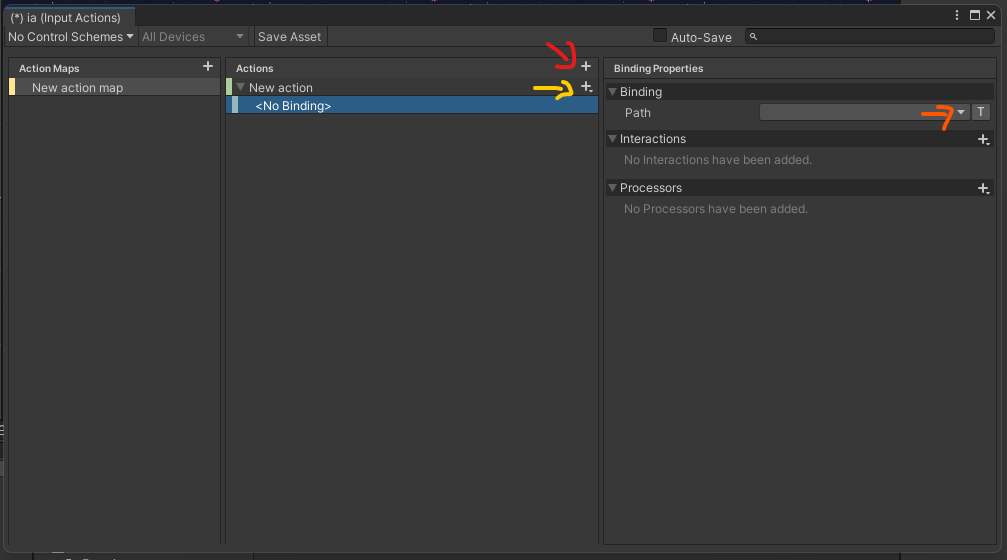 (*) ia (Input Actions)
No Control Schemes All Devices Save Asset Auto-Save
Action Maps + Actions + Binding Properties
New action map New action + Binding
<No Binding> Path T
Interactions +
No Interactions have been added.
Processors +
No Processors have been added.